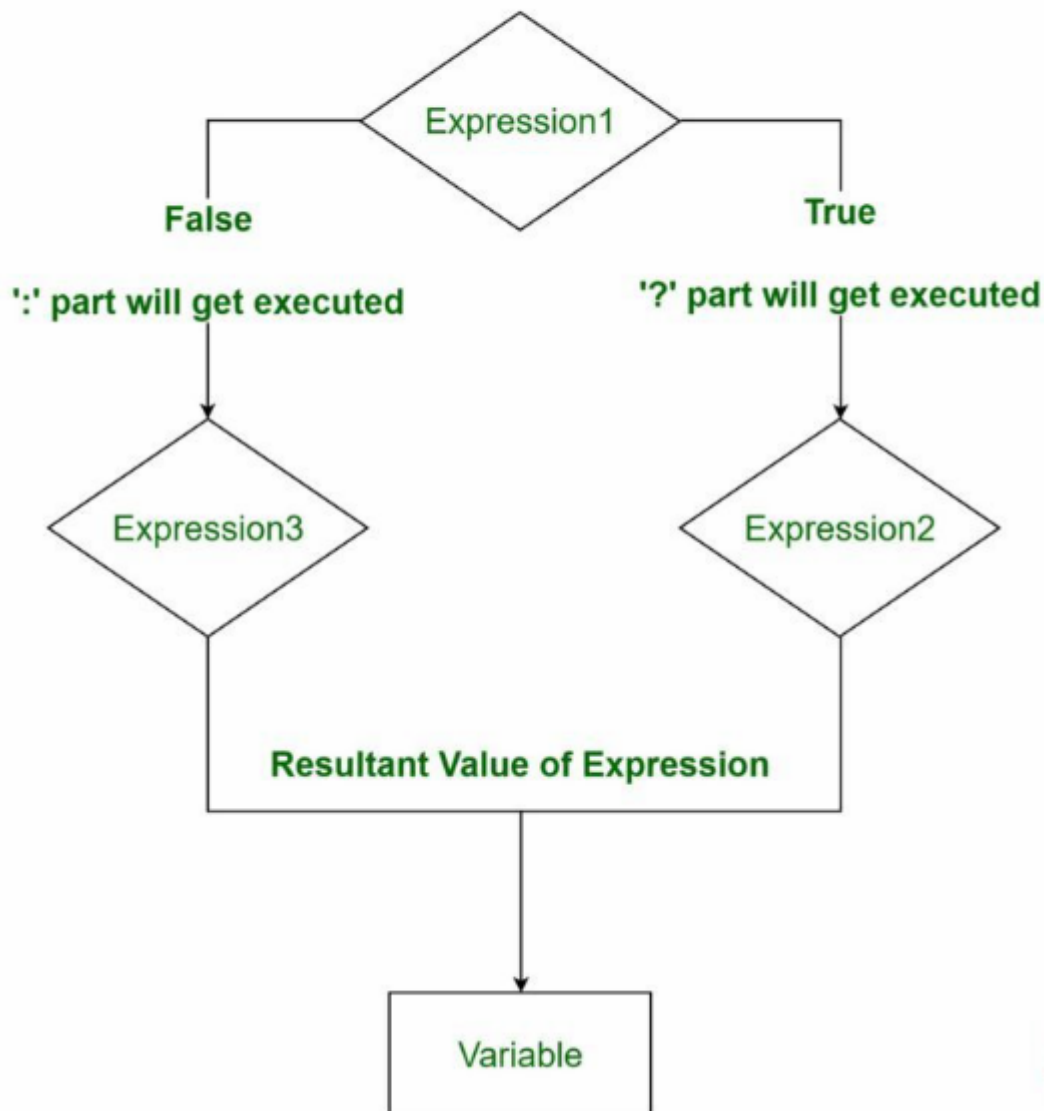 Expression1
False
True
':' part will get executed
'?' part will get executed
Expression3
Expression2
Resultant Value of Expression
Variable